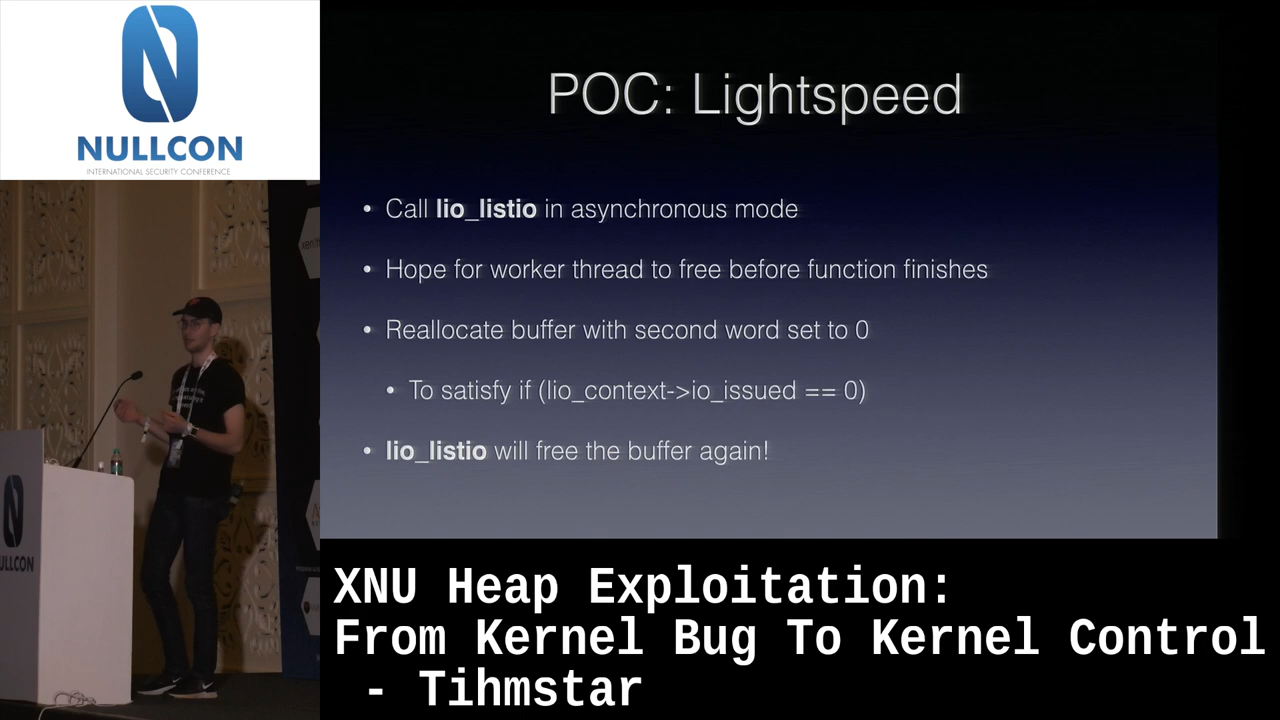 NULLCON
INTERNATIONAL SECURITY CONFERENCE
POC: Lightspeed
• Call lio_listio in asynchronous mode
• Hope for worker thread to free before function finishes
• Reallocate buffer with second word set to 0
• To satisfy if (lio_context->io_issued == 0)
• lio_listio will free the buffer again!
ULLCON
XNU Heap Exploitation:
From Kernel Bug To Kernel Control
- Tihmstar